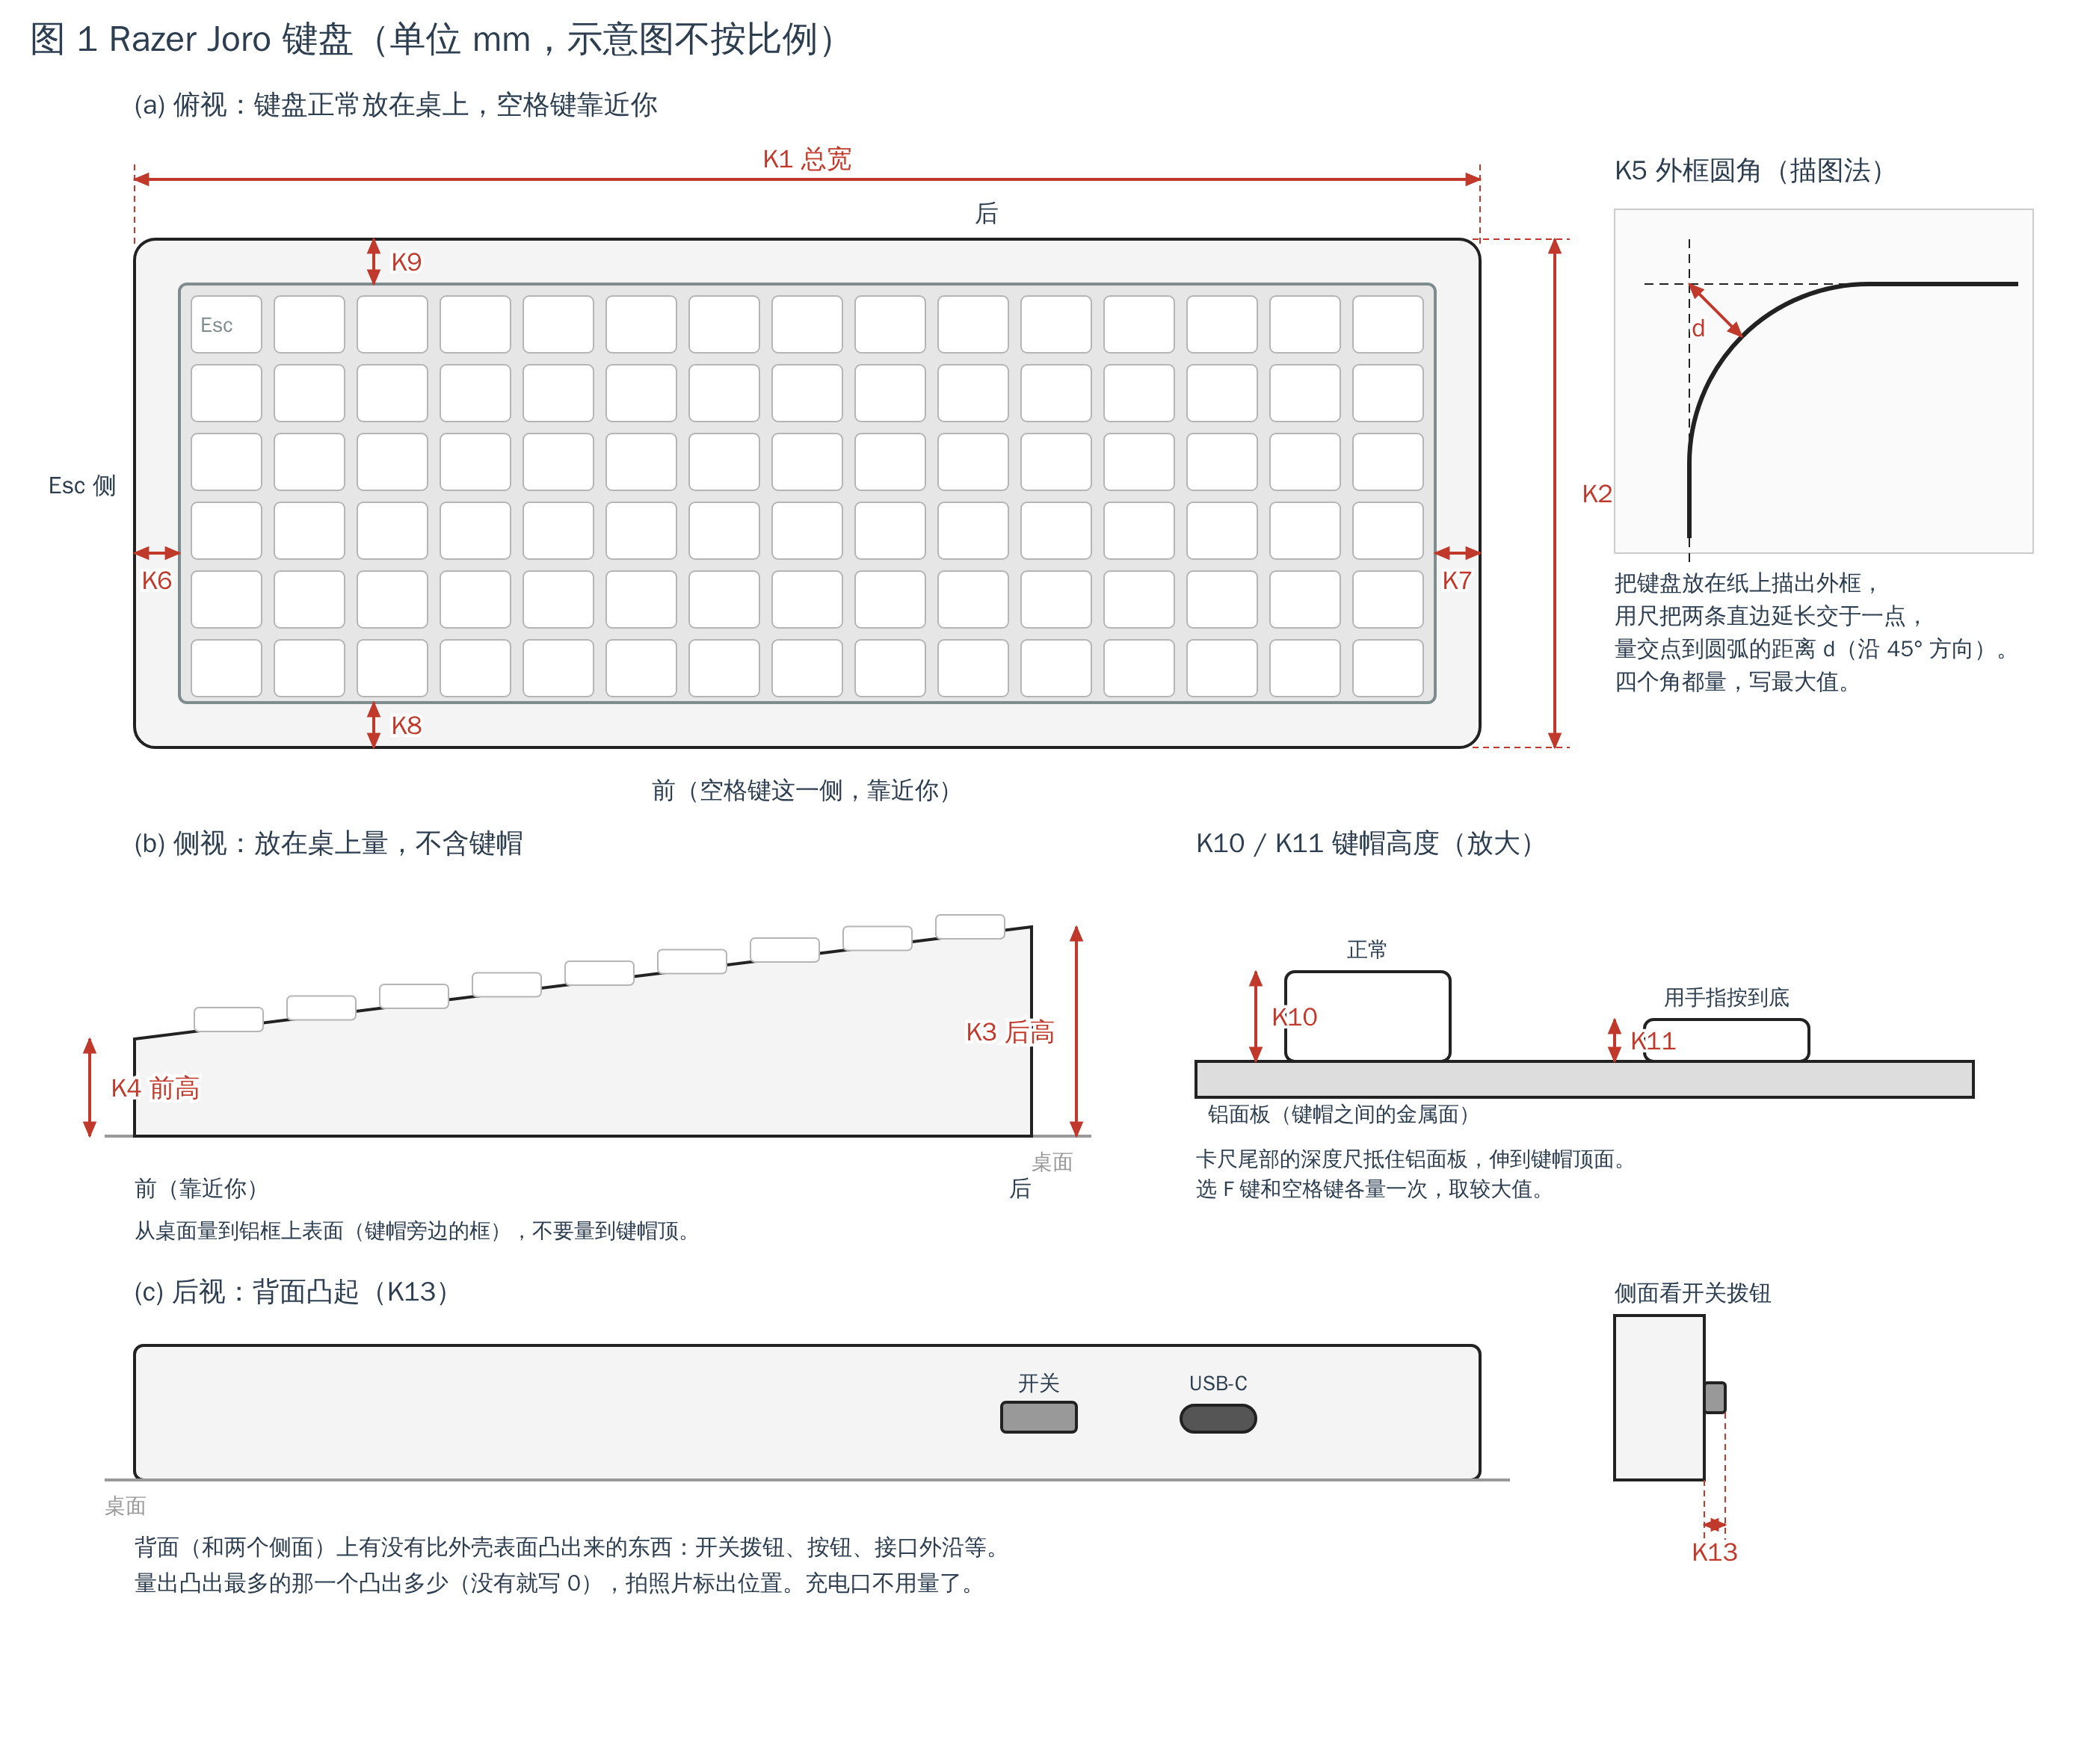 图 1 Razer Joro 键盘（单位 mm，示意图不按比例）
(a) 俯视：键盘正常放在桌上，空格键靠近你
K1 总宽
K5 外框圆角（描图法）
后
K9
Esc
d
Esc 侧
K2
K6
K7
把键盘放在纸上描出外框，
用尺把两条直边延长交于一点，
量交点到圆弧的距离 d（沿 45° 方向）。
四个角都量，写最大值。
K8
前（空格键这一侧，靠近你）
(b) 侧视：放在桌上量，不含键帽
K10 / K11 键帽高度（放大）
正常
用手指按到底
K10
K11
K3 后高
K4 前高
铝面板（键帽之间的金属面）
桌面
前（靠近你）
后
卡尺尾部的深度尺抵住铝面板，伸到键帽顶面。
选 F 键和空格键各量一次，取较大值。
从桌面量到铝框上表面（键帽旁边的框），不要量到键帽顶。
(c) 后视：背面凸起（K13）
侧面看开关拨钮
开关
USB-C
桌面
背面（和两个侧面）上有没有比外壳表面凸出来的东西：开关拨钮、按钮、接口外沿等。
K13
量出凸出最多的那一个凸出多少（没有就写 0），拍照片标出位置。充电口不用量了。